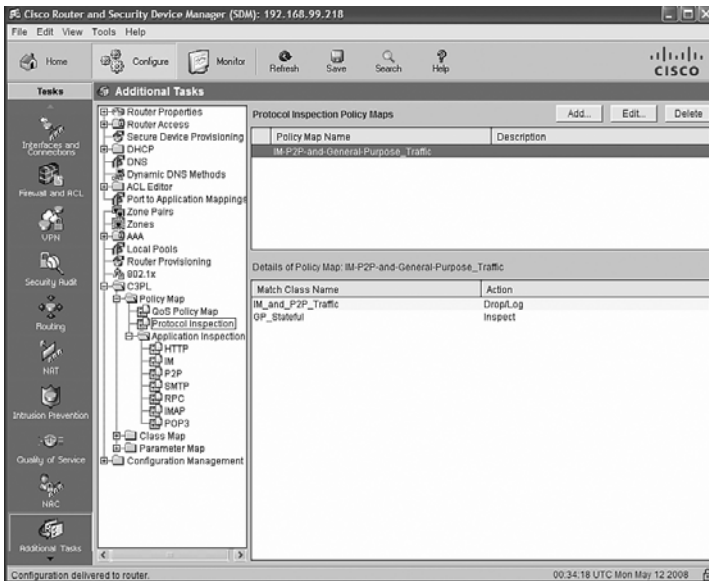 Cisco Router and Security Device Manager (SDM): 192.168.99.218
File Edit View Tools Help
Home Configure Monitor Refresh Save Search Help
CISCO
Tasks
Interfaces and Connections
Firewall and ACL
VPN
Security Audit
Routing
NAT
Intrusion Prevention
Quality of Service
NAC
Additional Tasks
Additional Tasks
Router Properties
Router Access
Secure Device Provisioning
DHCP
DNS
Dynamic DNS Methods
ACL Editor
Port to Application Mappings
Zone Pairs
Zones
AAA
Local Pools
Router Provisioning
802.1x
C3PL
Policy Map
QoS Policy Map
Protocol Inspection
Application Inspection
HTTP
IM
P2P
SMTP
RPC
IMAP
POP3
Class Map
Parameter Map
Configuration Management
Protocol Inspection Policy Maps
Add... Edit... Delete
Policy Map Name Description
IM-P2P-and-General-Purpose_Traffic
Details of Policy Map: IM-P2P-and-General-Purpose_Traffic
Match Class Name Action
IM_and_P2P_Traffic Drop/Log
GP_Stateful Inspect
Configuration delivered to router.
00:34:18 UTC Mon May 12 2008